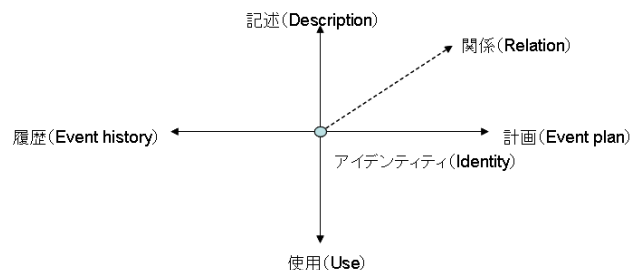 記述(Description)
関係(Relation)
履歴(Event history)
計画(Event plan)
アイデンティティ(Identity)
使用(Use)